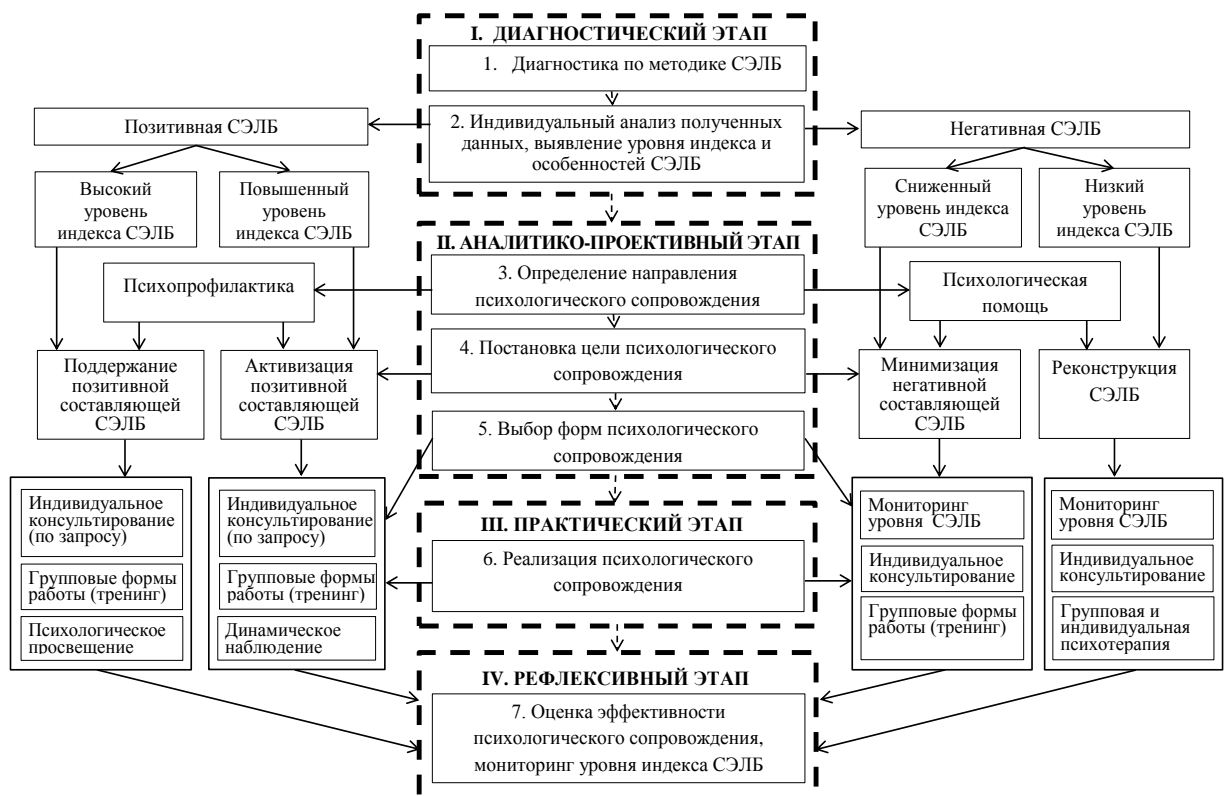 I. ДИАГНОСТИЧЕСКИЙ ЭТАП
1. Диагностика по методике СЭЛБ
2. Индивидуальный анализ полученных
данных, выявление уровня индекса и
особенностей СЭЛБ
Позитивная СЭЛБ
Негативная СЭЛБ
Высокий
уровень
индекса СЭЛБ
Повышенный
уровень
индекса СЭЛБ
Сниженный
уровень индекса
СЭЛБ
Низкий
уровень
индекса СЭЛБ
II. АНАЛИТИКО-ПРОЕКТИВНЫЙ ЭТАП
Психопрофилактика
3. Определение направления
психологического сопровождения
Психологическая
помощь
Поддержание
позитивной
составляющей
СЭЛБ
Активизация
позитивной
составляющей
СЭЛБ
4. Постановка цели психологического
сопровождения
Минимизация
негативной
составляющей
СЭЛБ
Реконструкция
СЭЛБ
5. Выбор форм психологического
сопровождения
Индивидуальное
консультирование
(по запросу)
Групповые формы
работы (тренинг)
Психологическое
просвещение
Индивидуальное
консультирование
(по запросу)
Групповые формы
работы (тренинг)
Динамическое
наблюдение
III. ПРАКТИЧЕСКИЙ ЭТАП
6. Реализация психологического
сопровождения
Мониторинг
уровня СЭЛБ
Индивидуальное
консультирование
Групповые формы
работы (тренинг)
Мониторинг
уровня СЭЛБ
Индивидуальное
консультирование
Групповая и
индивидуальная
психотерапия
IV. РЕФЛЕКСИВНЫЙ ЭТАП
7. Оценка эффективности
психологического сопровождения,
мониторинг уровня индекса СЭЛБ